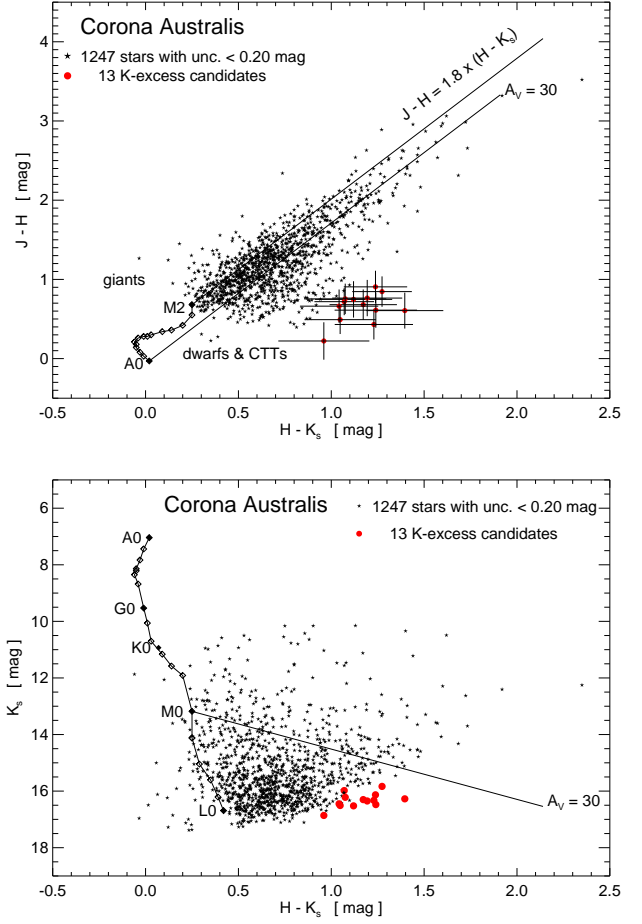 Corona Australis
1247 stars with unc. < 0.20 mag
13 K-excess candidates
J - H = 1.8 x (H - Ks)
AV = 30
giants
M2
A0
dwarfs & CTTs
J - H [ mag ]
4
3
2
1
0
-0.5 0.0 0.5 1.0 1.5 2.0 2.5
H - Ks [ mag ]
Corona Australis
1247 stars with unc. < 0.20 mag
13 K-excess candidates
A0
G0
K0
M0
L0
AV = 30
Ks [ mag ]
6
8
10
12
14
16
18
-0.5 0.0 0.5 1.0 1.5 2.0 2.5
H - Ks [ mag ]